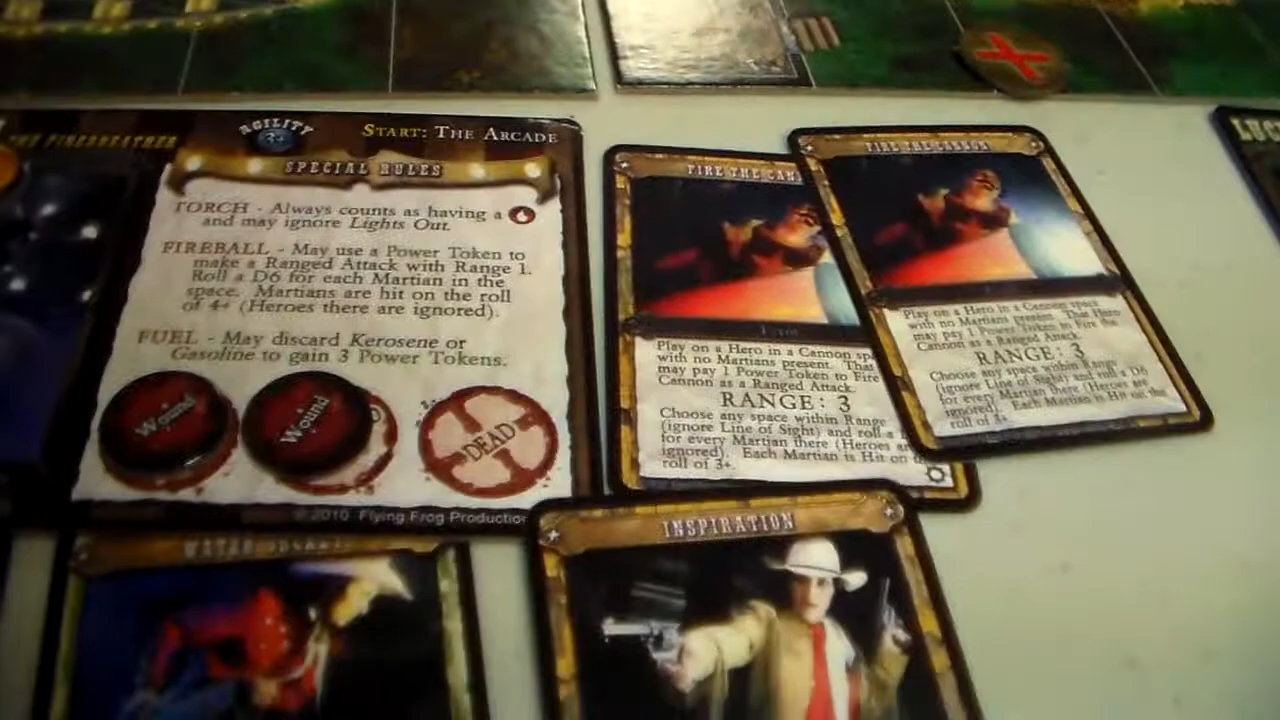 THE FIREBREATHER
AGILITY
3+
START: THE ARCADE
SPECIAL RULES
TORCH - Always counts as having a
and may ignore Lights Out.
FIREBALL - May use a Power Token to
make a Ranged Attack with Range 1.
Roll a D6 for each Martian in the
space. Martians are hit on the roll
of 4+ (Heroes there are ignored).
FUEL - May discard Kerosene or
Gasoline to gain 3 Power Tokens.
Wound
Wound
DEAD
© 2010 Flying Frog Production
FIRE THE CAN
Event
Play on a Hero in a Cannon sp
with no Martians present. That
may pay 1 Power Token to Fire
Cannon as a Ranged Attack.
RANGE: 3
Choose any space within Range
(ignore Line of Sight) and roll a
for every Martian there (Heroes ar
ignored). Each Martian is Hit on
roll of 3+.
FIRE THE CANNON
Play on a Hero in a Cannon space
with no Martians present. That Hero
may pay 1 Power Token to Fire the
Cannon as a Ranged Attack.
RANGE: 3
Choose any space within Range
(ignore Line of Sight) and roll a D6
for every Martian there (Heroes are
ignored). Each Martian is Hit on the
roll of 3+.
INSPIRATION
LUC